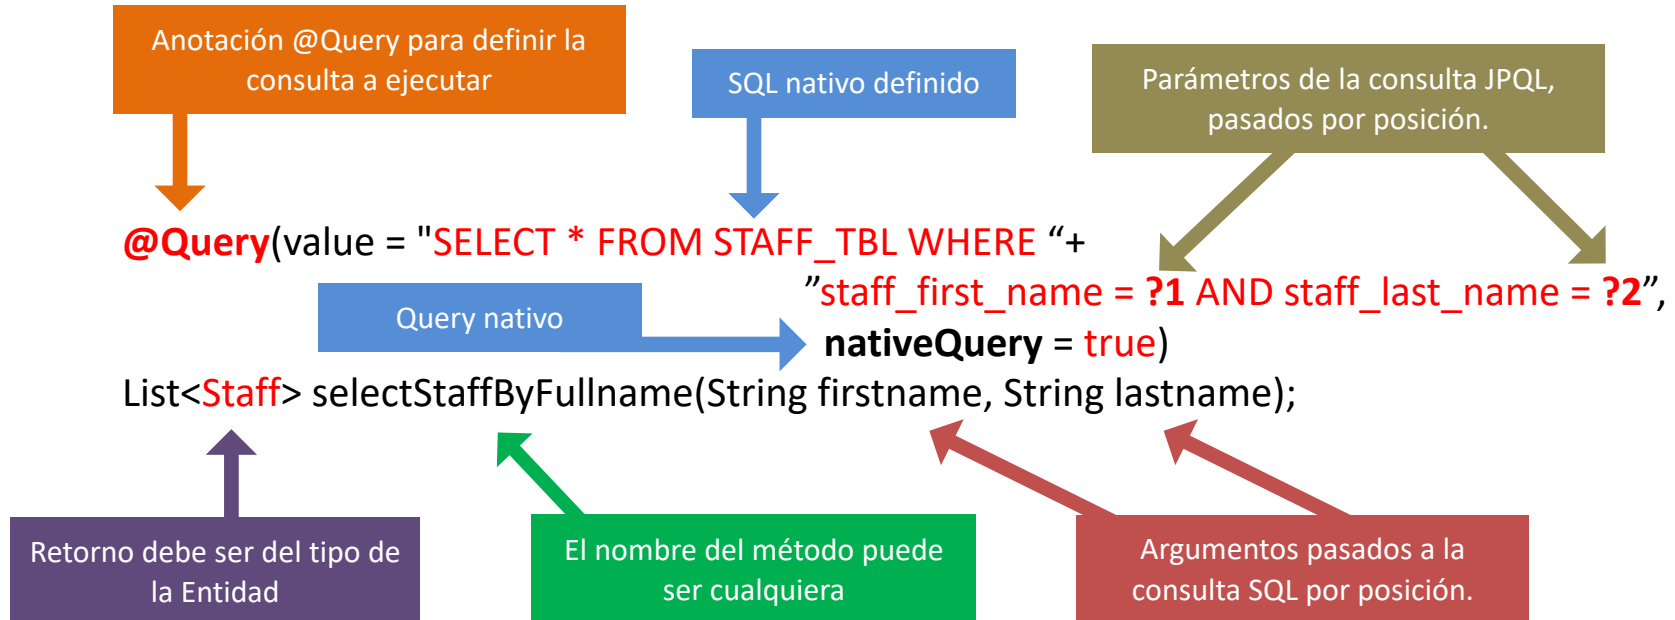 Anotación @Query para definir la
consulta a ejecutar
SQL nativo definido
Parámetros de la consulta JPQL,
pasados por posición.
@Query(value = "SELECT * FROM STAFF_TBL WHERE “+
”staff_first_name = ?1 AND staff_last_name = ?2”,
Query nativo
nativeQuery = true)
List<Staff> selectStaffByFullname(String firstname, String lastname);
Retorno debe ser del tipo de
la Entidad
El nombre del método puede
ser cualquiera
Argumentos pasados a la
consulta SQL por posición.